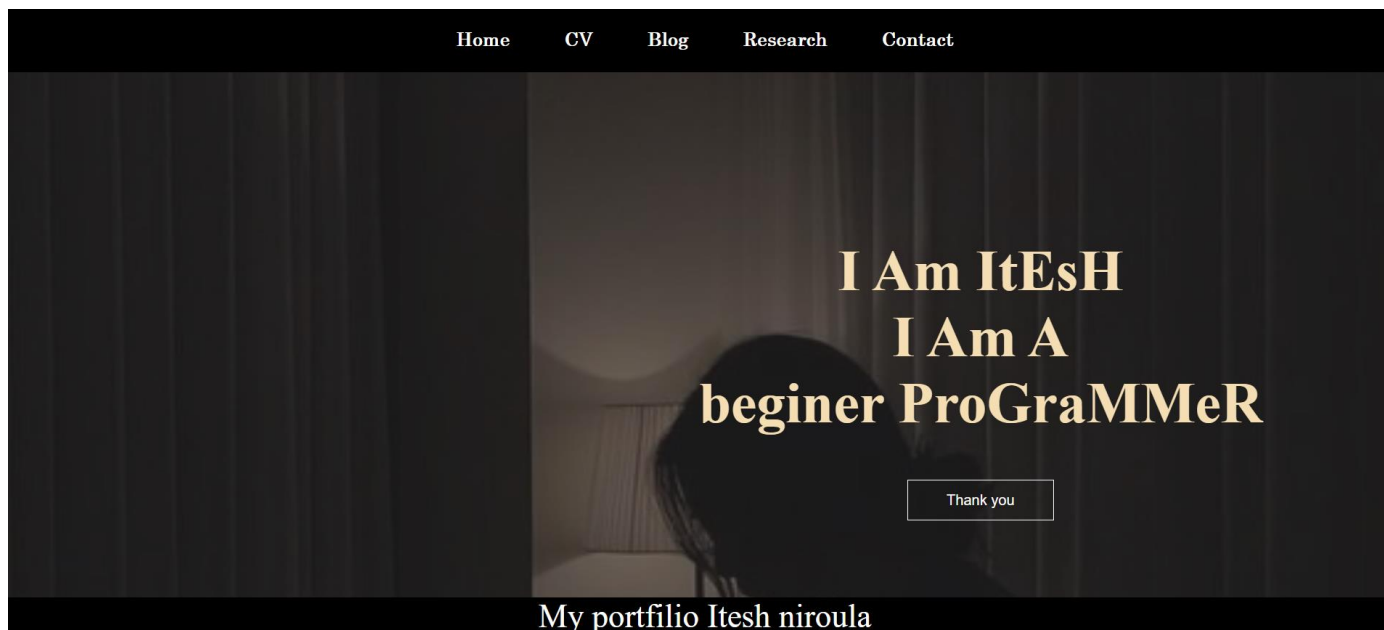 Home CV Blog Research Contact
I Am ItEsH
I Am A
beginer ProGraMMeR
Thank you
My portfilio Itesh niroula